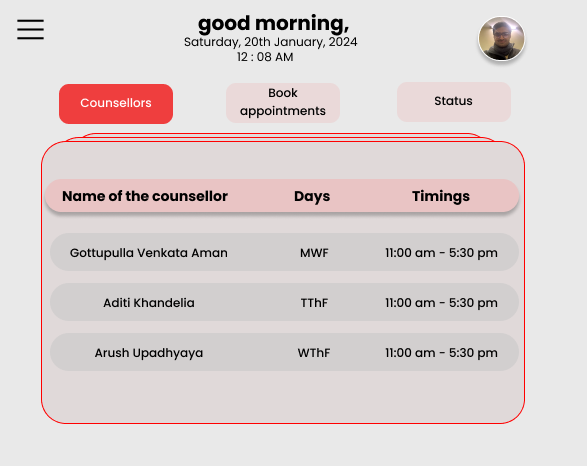 good morning,
Saturday, 20th January, 2024
12 : 08 AM
Counsellors
Book
appointments
Status
Name of the counsellor Days Timings
Gottupulla Venkata Aman MWF 11:00 am - 5:30 pm
Aditi Khandelia TThF 11:00 am - 5:30 pm
Arush Upadhyaya WThF 11:00 am - 5:30 pm